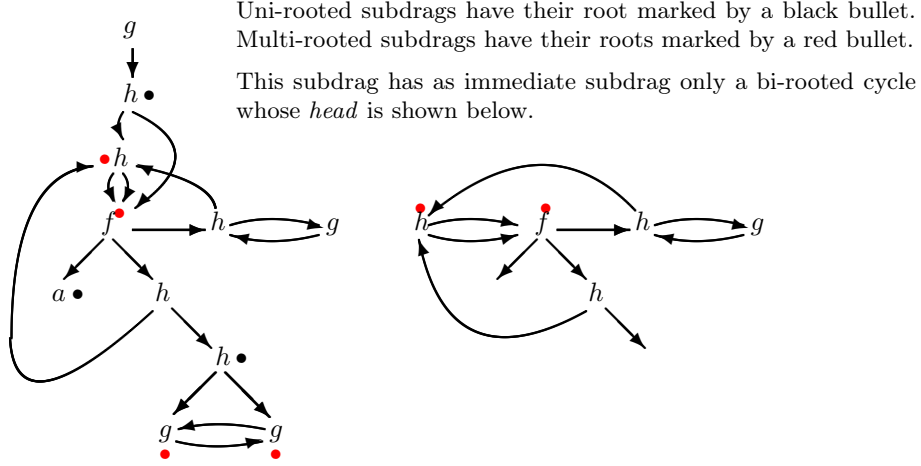 Uni-rooted subdrags have their root marked by a black bullet.
Multi-rooted subdrags have their roots marked by a red bullet.
This subdrag has as immediate subdrag only a bi-rooted cycle
whose head is shown below.
g
h
h
f h g
a h
h
g g
h f h g
h